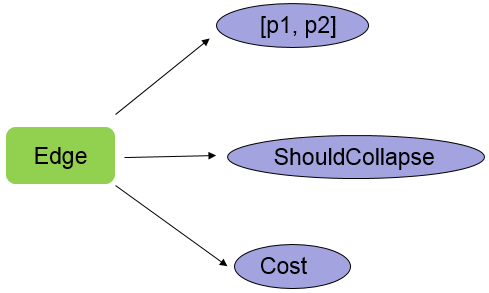 [p1, p2]
Edge
ShouldCollapse
Cost